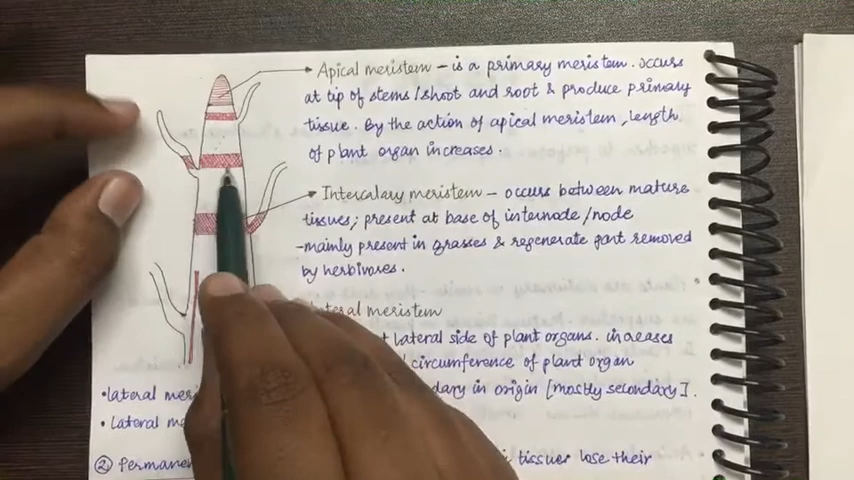 Apical meristem – is a primary meristem. occurs
at tip of stems/shoot and root & produce primary
tissue. By the action of apical meristem, length
of plant organ increases.
Intercalary meristem – occurs between mature
tissues; present at base of internode/node
-mainly present in grasses & regenerate part removed
by herbivores.
lateral meristem
lateral side of plant organs. increases
circumference of plant organ
in origin [mostly secondary].
•lateral
• Lateral
② tissues lose their